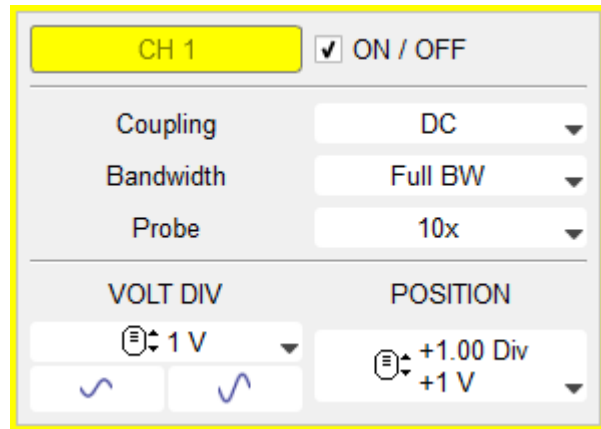 CH 1 ON / OFF
Coupling DC
Bandwidth Full BW
Probe 10x
VOLT DIV POSITION
1 V
+1.00 Div
+1 V